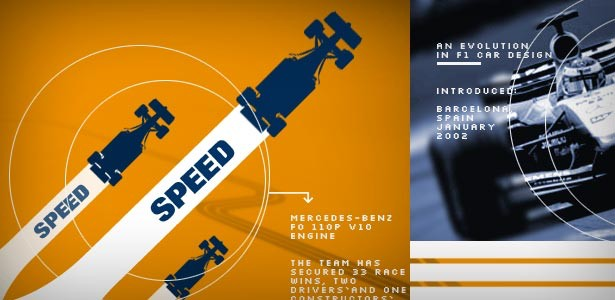 SPEED
SPEED
MERCEDES-BENZ
FO 110P V10
ENGINE
THE TEAM HAS
SECURED 33 RACE
WINS, TWO
DRIVERS' AND ONE
CONSTRUCTORS'
AN EVOLUTION
IN F1 CAR DESIGN
INTRODUCED:
BARCELONA
SPAIN
JANUARY
2002